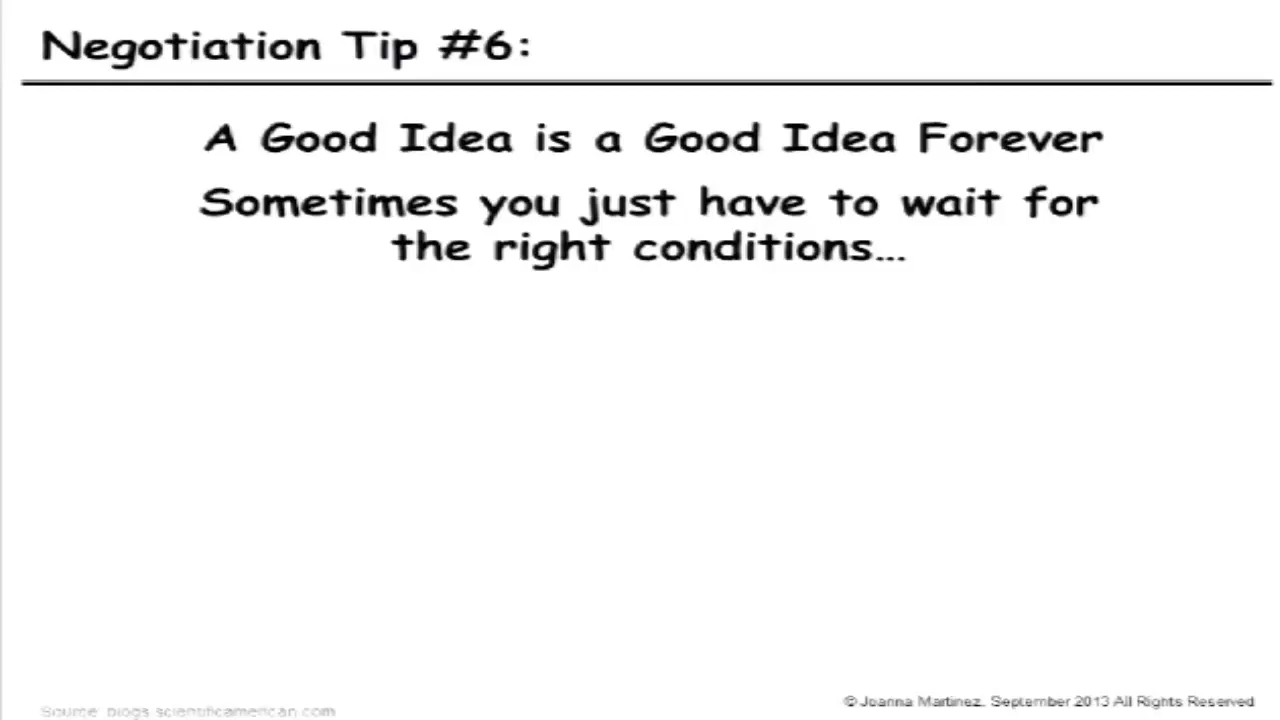 Negotiation Tip #6:
A Good Idea is a Good Idea Forever
Sometimes you just have to wait for
the right conditions...
© Joanna Martinez, September 2013 All Rights Reserved
Source: blogs.scientificamerican.com